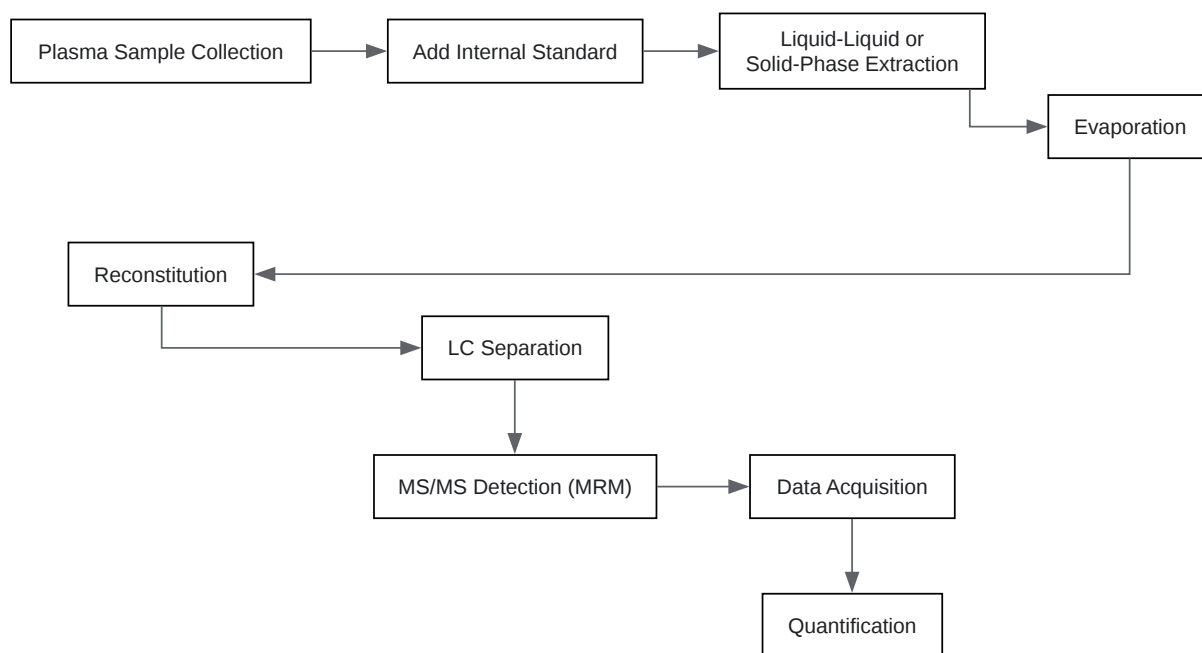 Plasma Sample Collection
Add Internal Standard
Liquid-Liquid or
Solid-Phase Extraction
Evaporation
Reconstitution
LC Separation
MS/MS Detection (MRM)
Data Acquisition
Quantification